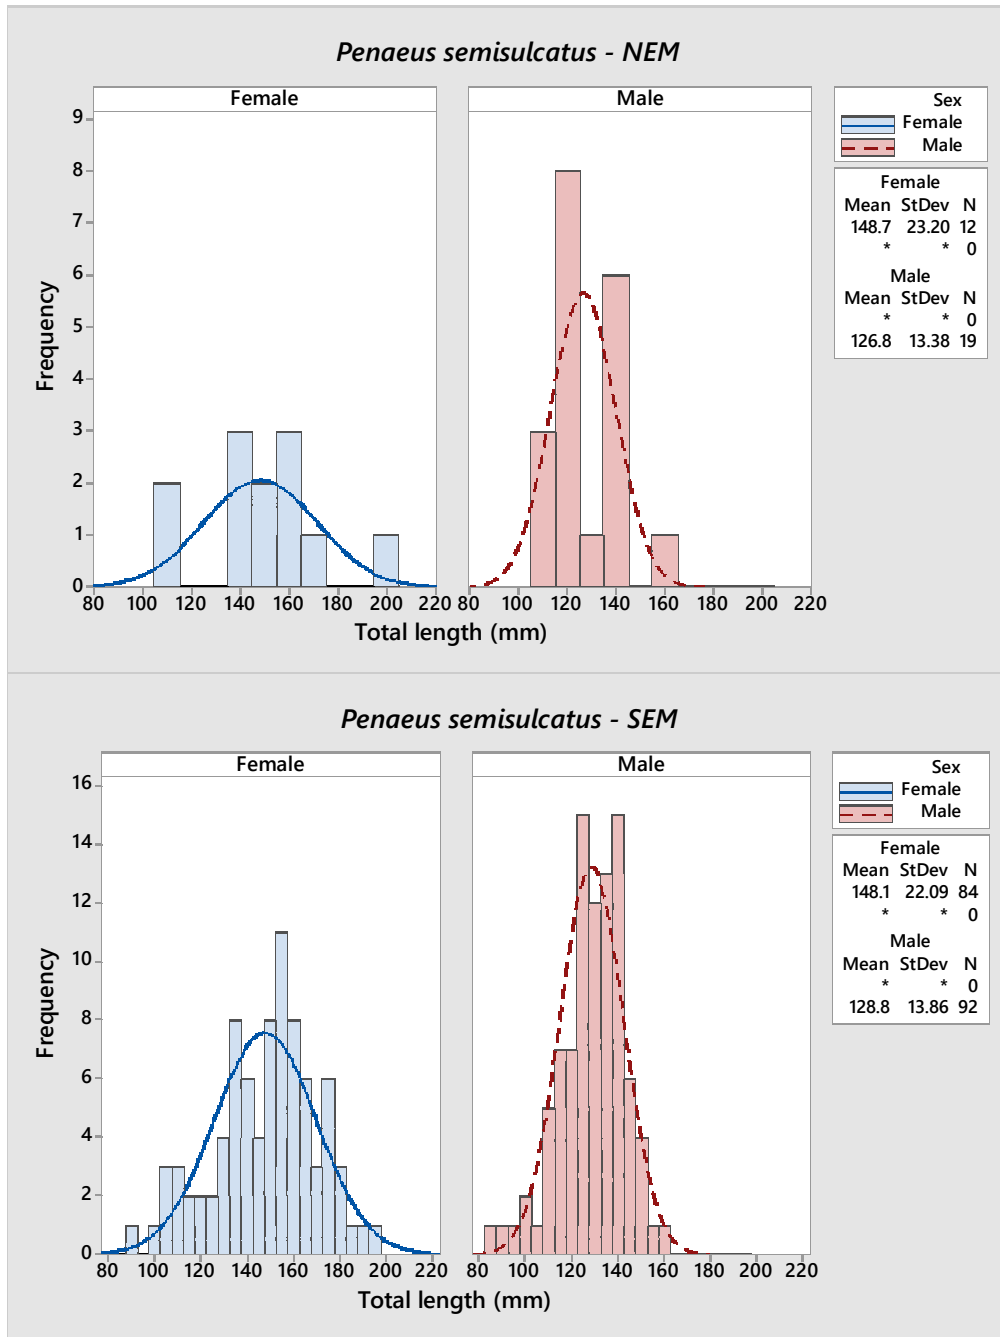 Penaeus semisulcatus - NEM
Female
Male
9
8
7
6
5
4
3
2
1
0
Frequency
80 100 120 140 160 180 200 220
80 100 120 140 160 180 200 220
Total length (mm)
Sex
Female
Male
Female
Mean StDev N
148.7 23.20 12
* * 0
Male
Mean StDev N
* * 0
126.8 13.38 19
Penaeus semisulcatus - SEM
Female
Male
16
14
12
10
8
6
4
2
0
Frequency
80 100 120 140 160 180 200 220
80 100 120 140 160 180 200 220
Total length (mm)
Sex
Female
Male
Female
Mean StDev N
148.1 22.09 84
* * 0
Male
Mean StDev N
* * 0
128.8 13.86 92